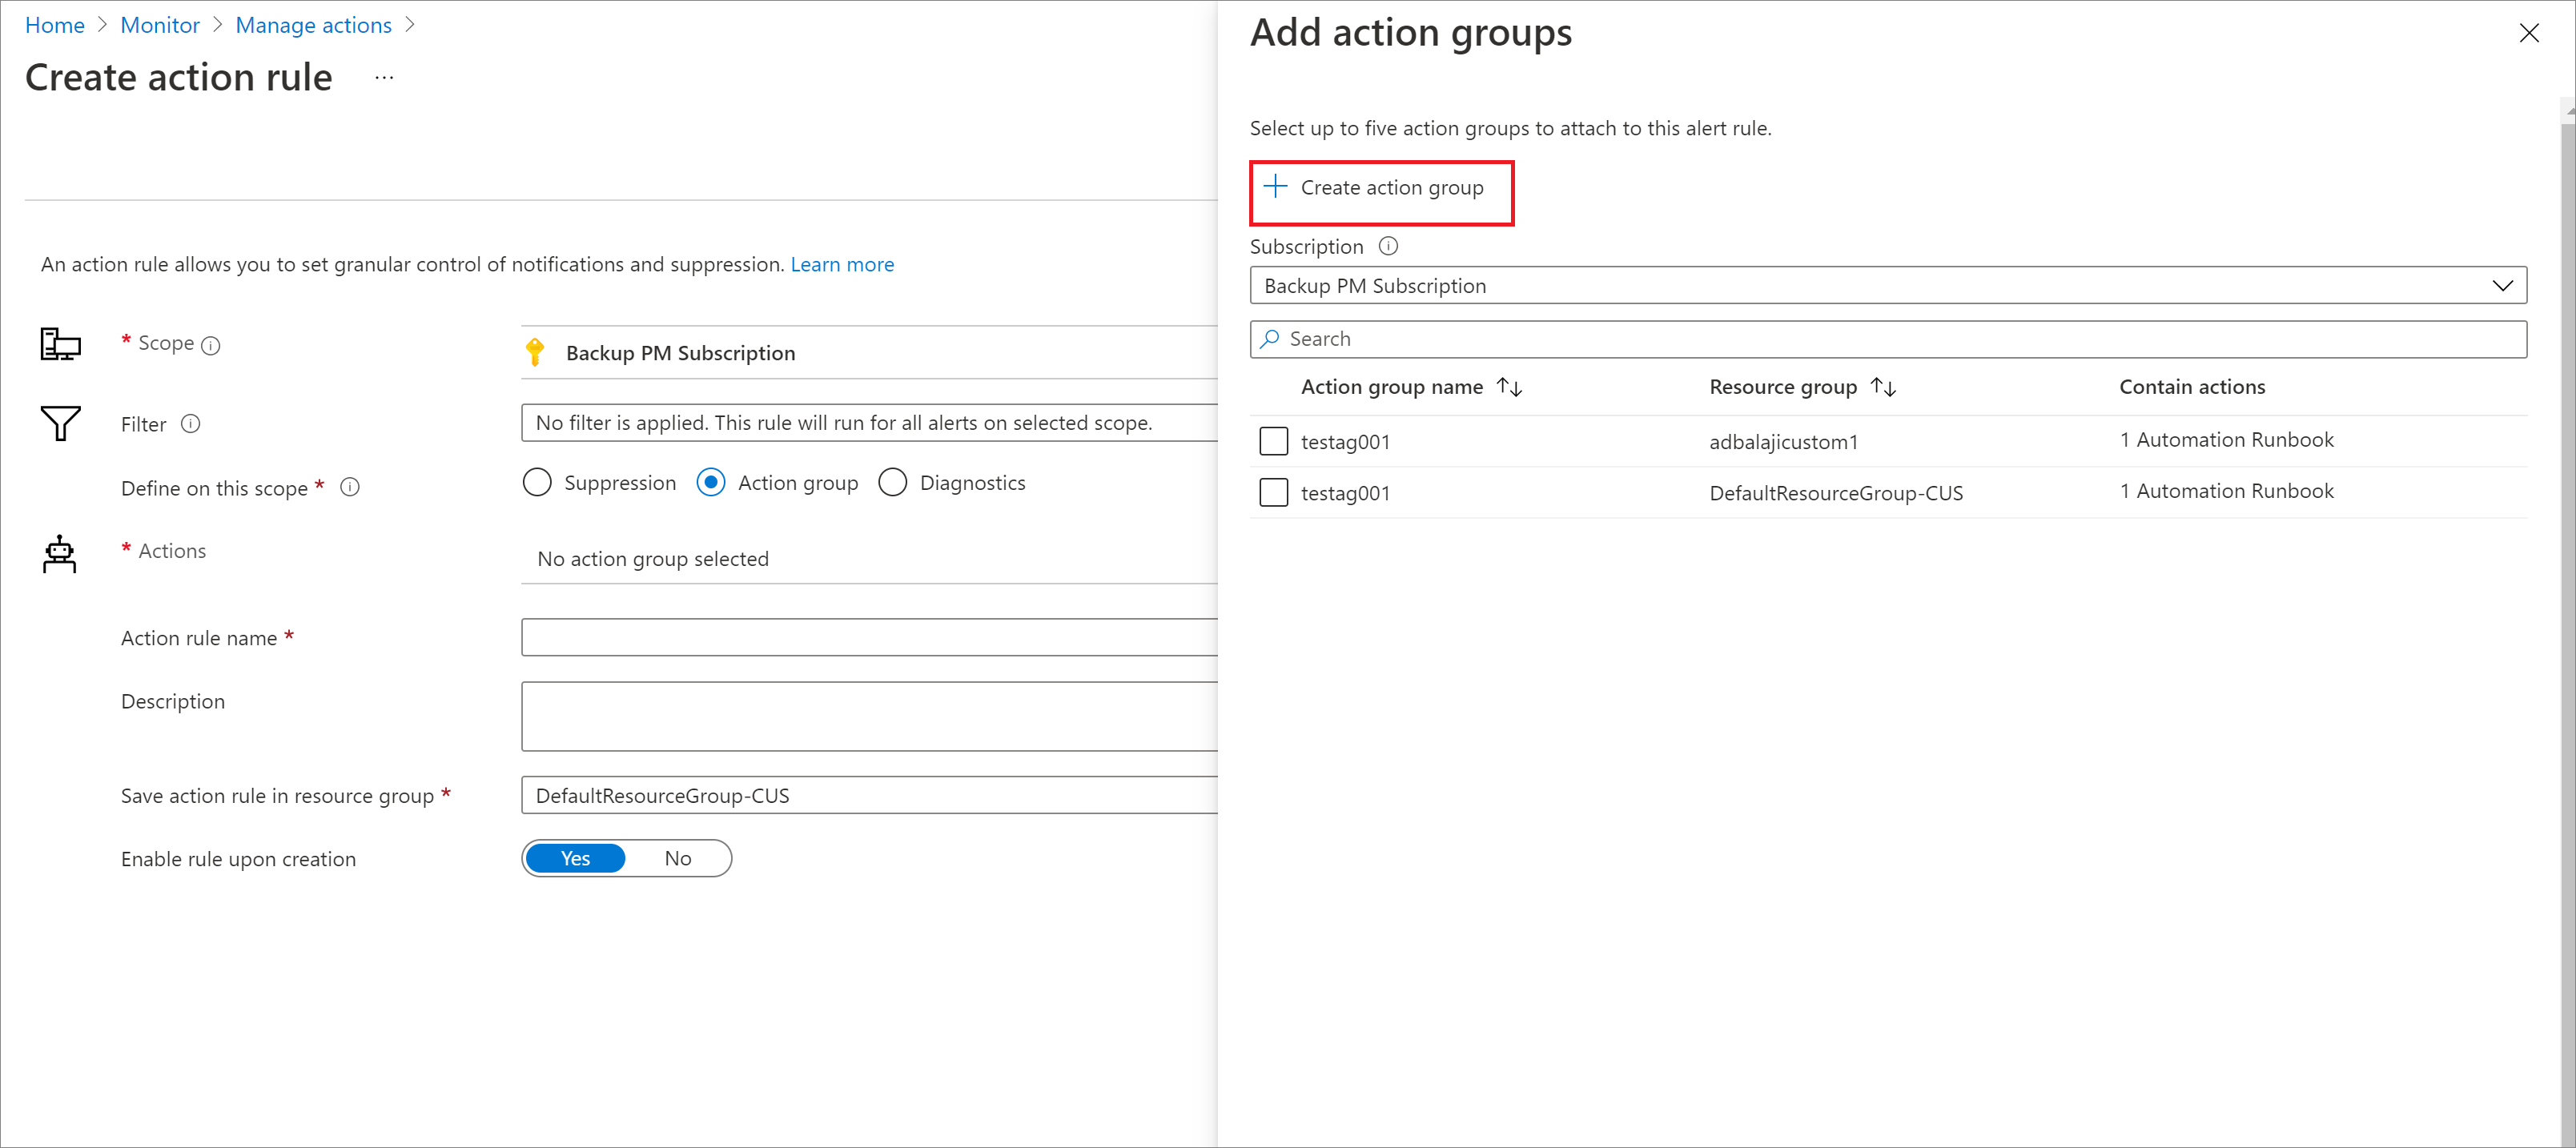 Home > Monitor > Manage actions >
Create action rule ...
An action rule allows you to set granular control of notifications and suppression. Learn more
* Scope
Backup PM Subscription
Filter
No filter is applied. This rule will run for all alerts on selected scope.
Define on this scope *
Suppression Action group Diagnostics
* Actions
No action group selected
Action rule name *
Description
Save action rule in resource group *
DefaultResourceGroup-CUS
Enable rule upon creation
Yes No
Add action groups
Select up to five action groups to attach to this alert rule.
+ Create action group
Subscription
Backup PM Subscription
Search
Action group name ↑↓ Resource group ↑↓ Contain actions
testag001 adbalajicustom1 1 Automation Runbook
testag001 DefaultResourceGroup-CUS 1 Automation Runbook